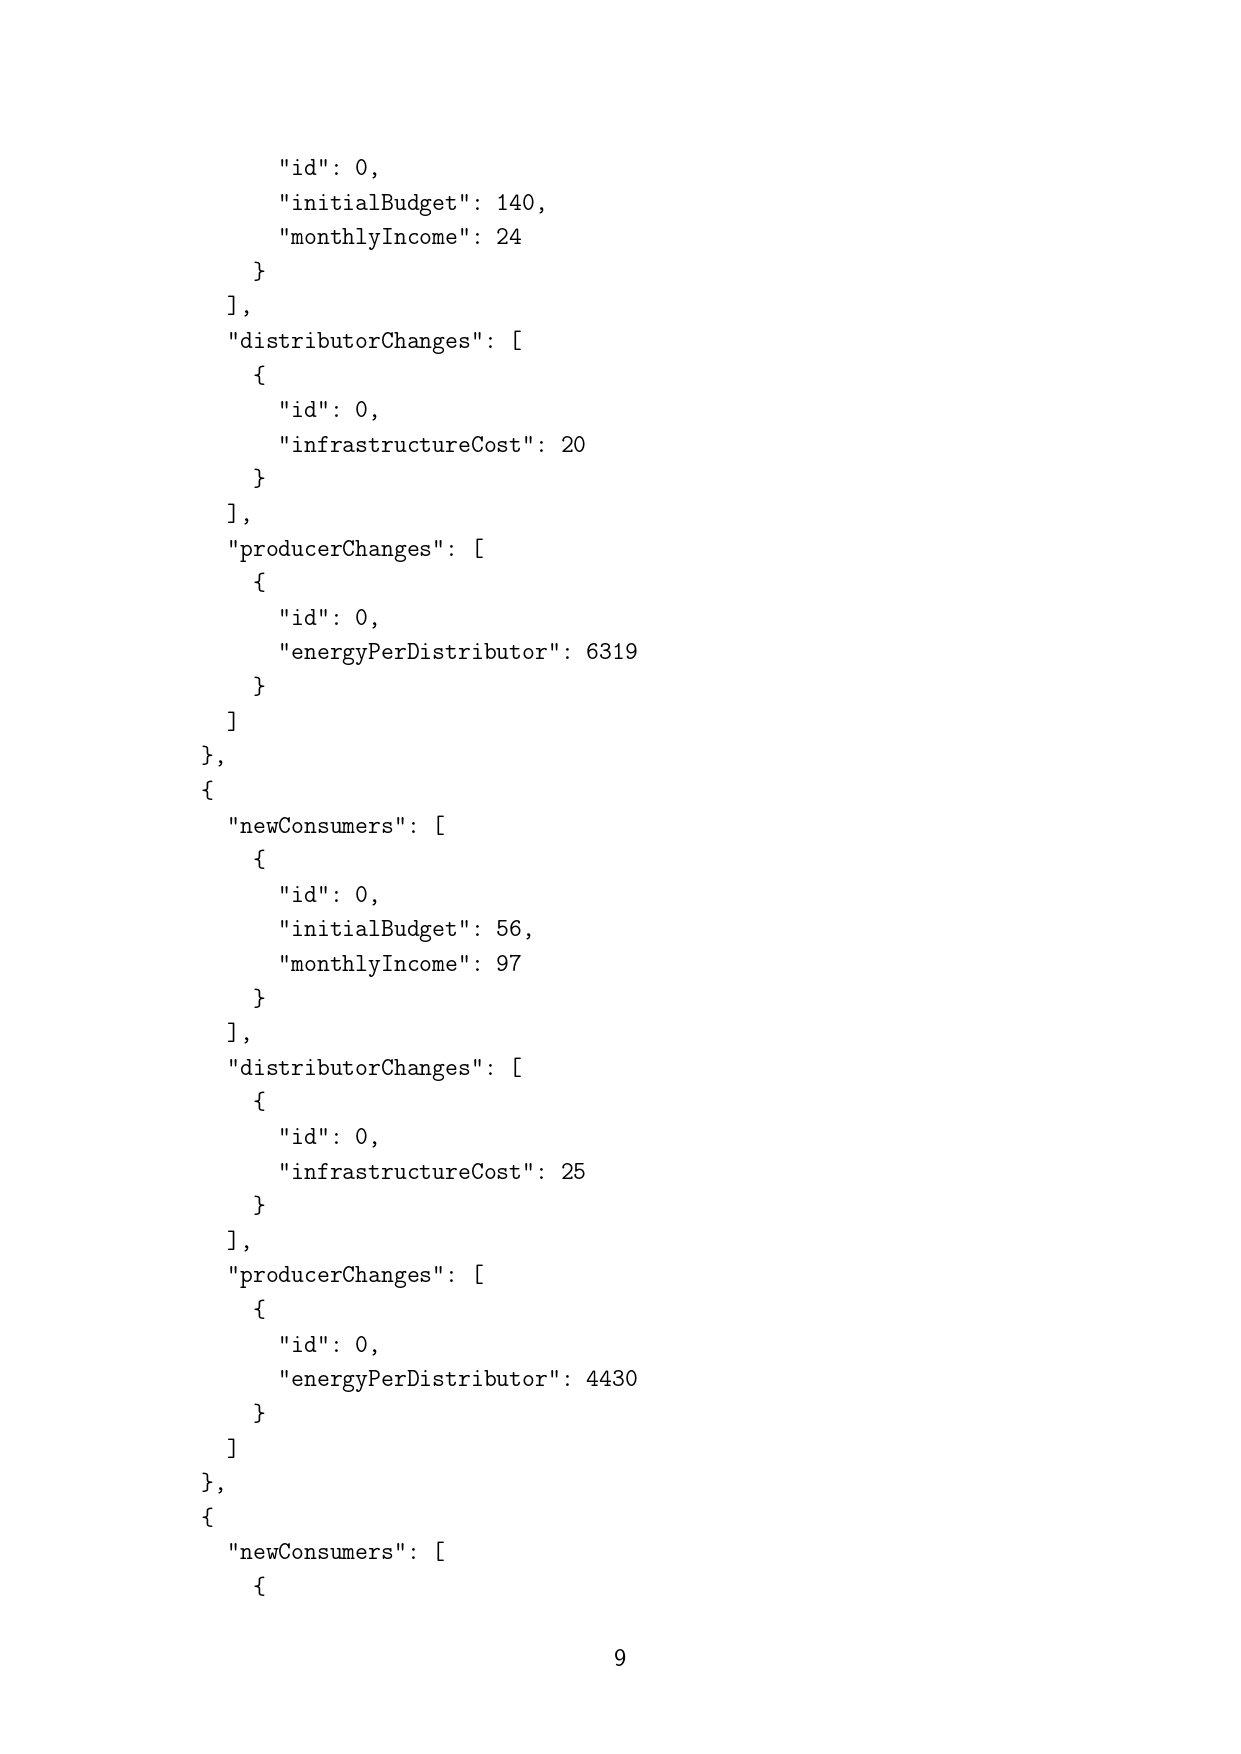 "id": 0,
"initialBudget": 140,
"monthlyIncome": 24
}
],
"distributorChanges": [
{
"id": 0,
"infrastructureCost": 20
}
],
"producerChanges": [
{
"id": 0,
"energyPerDistributor": 6319
}
]
},
{
"newConsumers": [
{
"id": 0,
"initialBudget": 56,
"monthlyIncome": 97
}
],
"distributorChanges": [
{
"id": 0,
"infrastructureCost": 25
}
],
"producerChanges": [
{
"id": 0,
"energyPerDistributor": 4430
}
]
},
{
"newConsumers": [
{
9